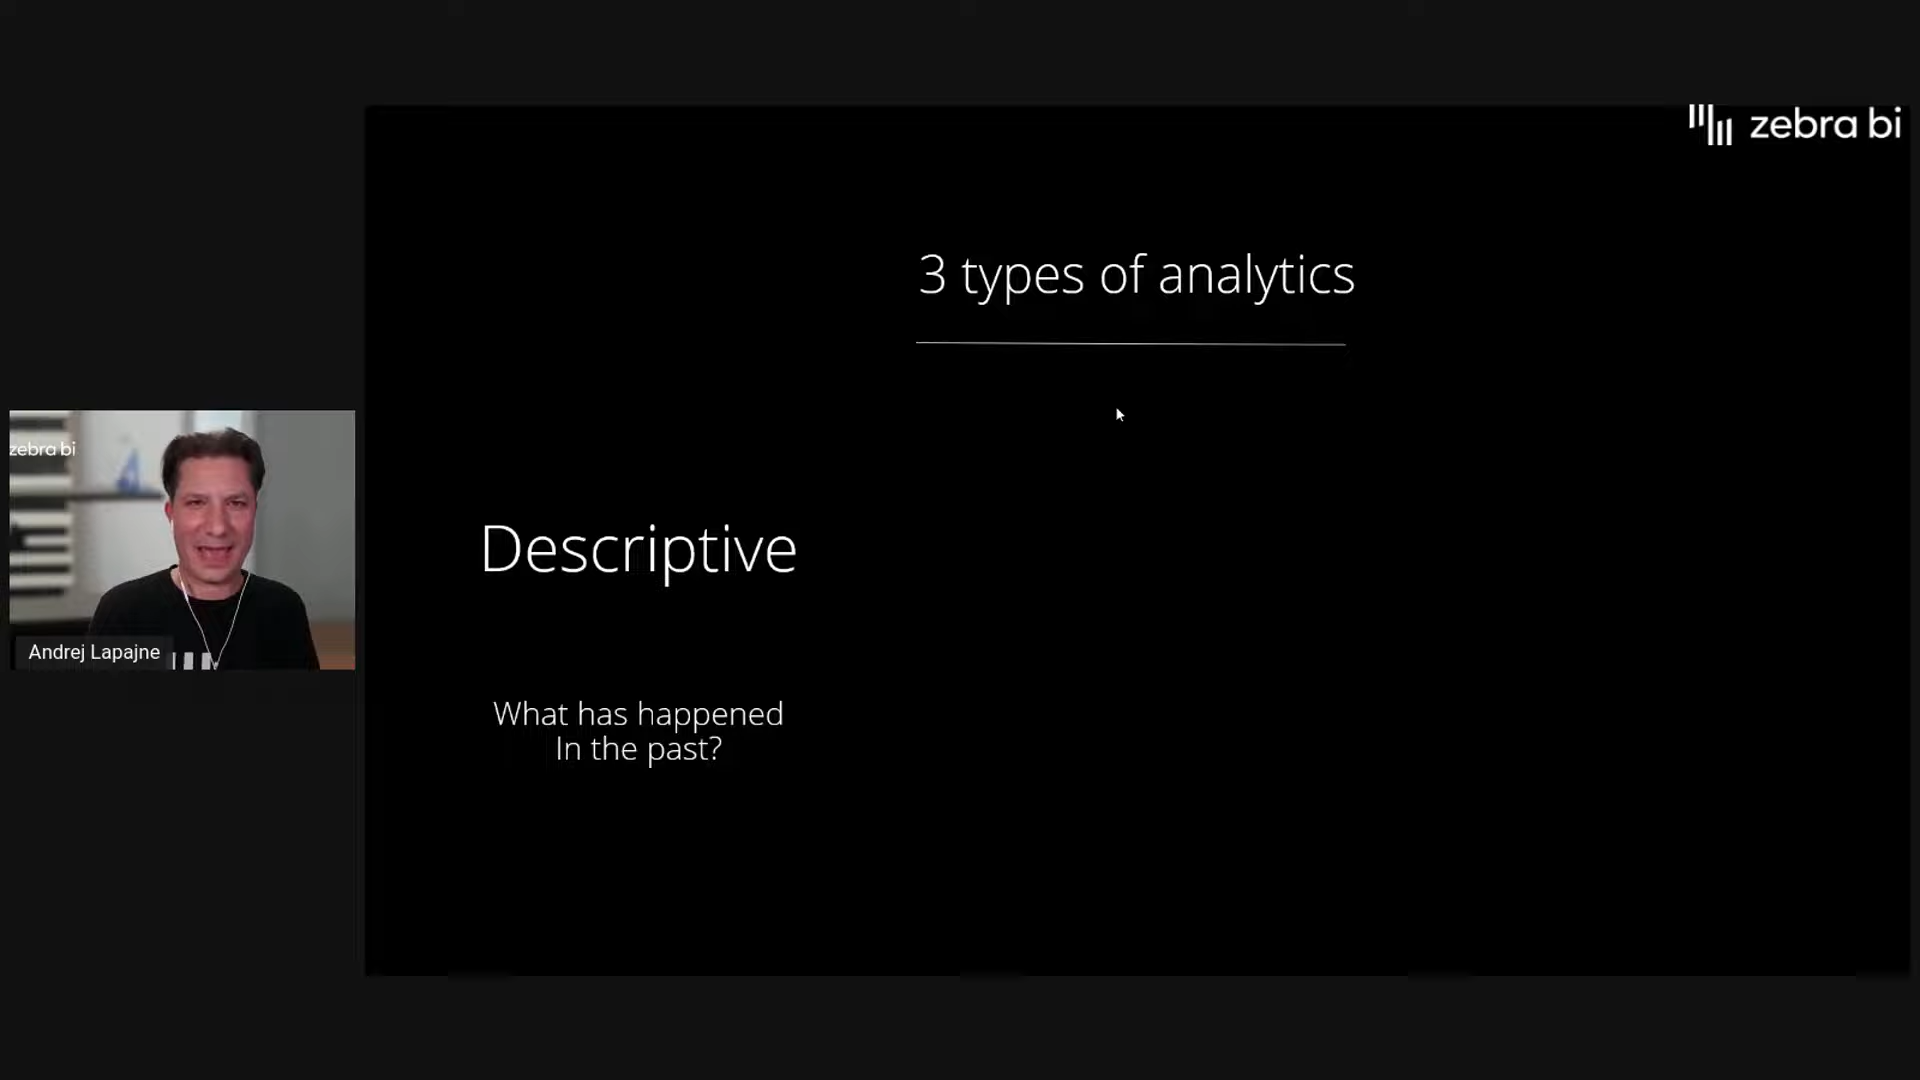 zebra bi
3 types of analytics
zebra bi
Descriptive
Andrej Lapajne
What has happened
In the past?